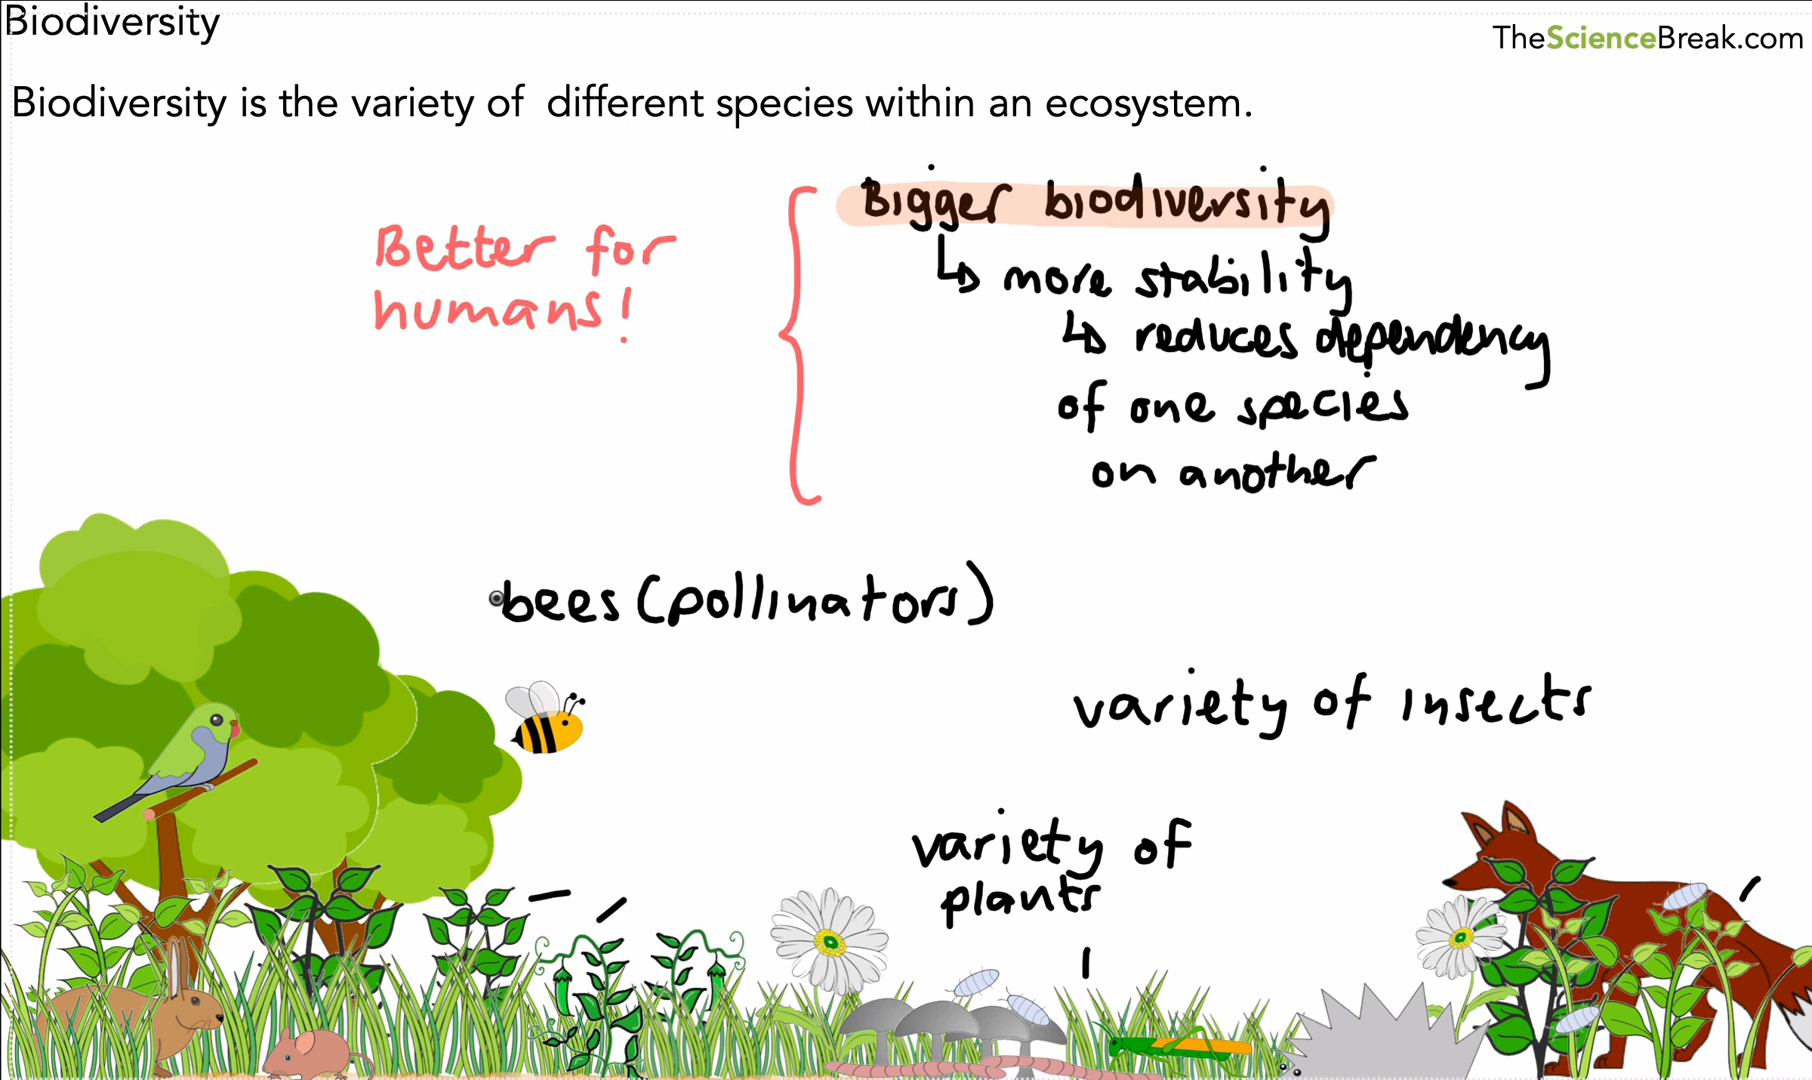 Biodiversity
TheScienceBreak.com
Biodiversity is the variety of different species within an ecosystem.
Bigger biodiversity
↳ more stability
↳ reduces dependency
of one species
on another
Better for
humans!
bees (pollinators)
variety of insects
variety of
plants